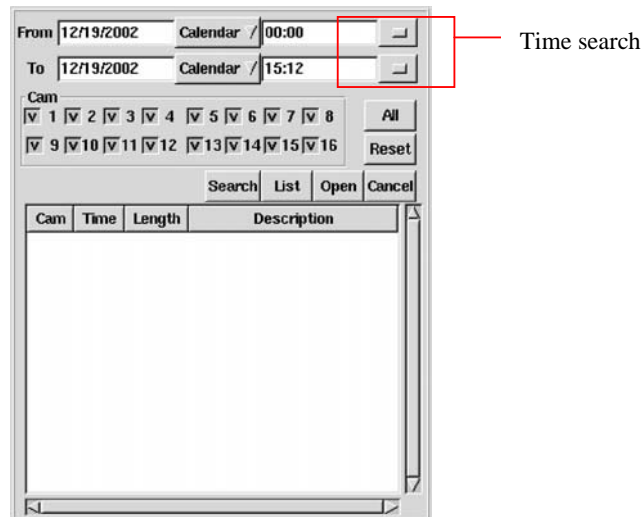 From 12/19/2002 Calendar 00:00
Time search
To 12/19/2002 Calendar 15:12
Cam
v 1 v 2 v 3 v 4 v 5 v 6 v 7 v 8 All
v 9 v 10 v 11 v 12 v 13 v 14 v 15 v 16 Reset
Search List Open Cancel
Cam Time Length Description